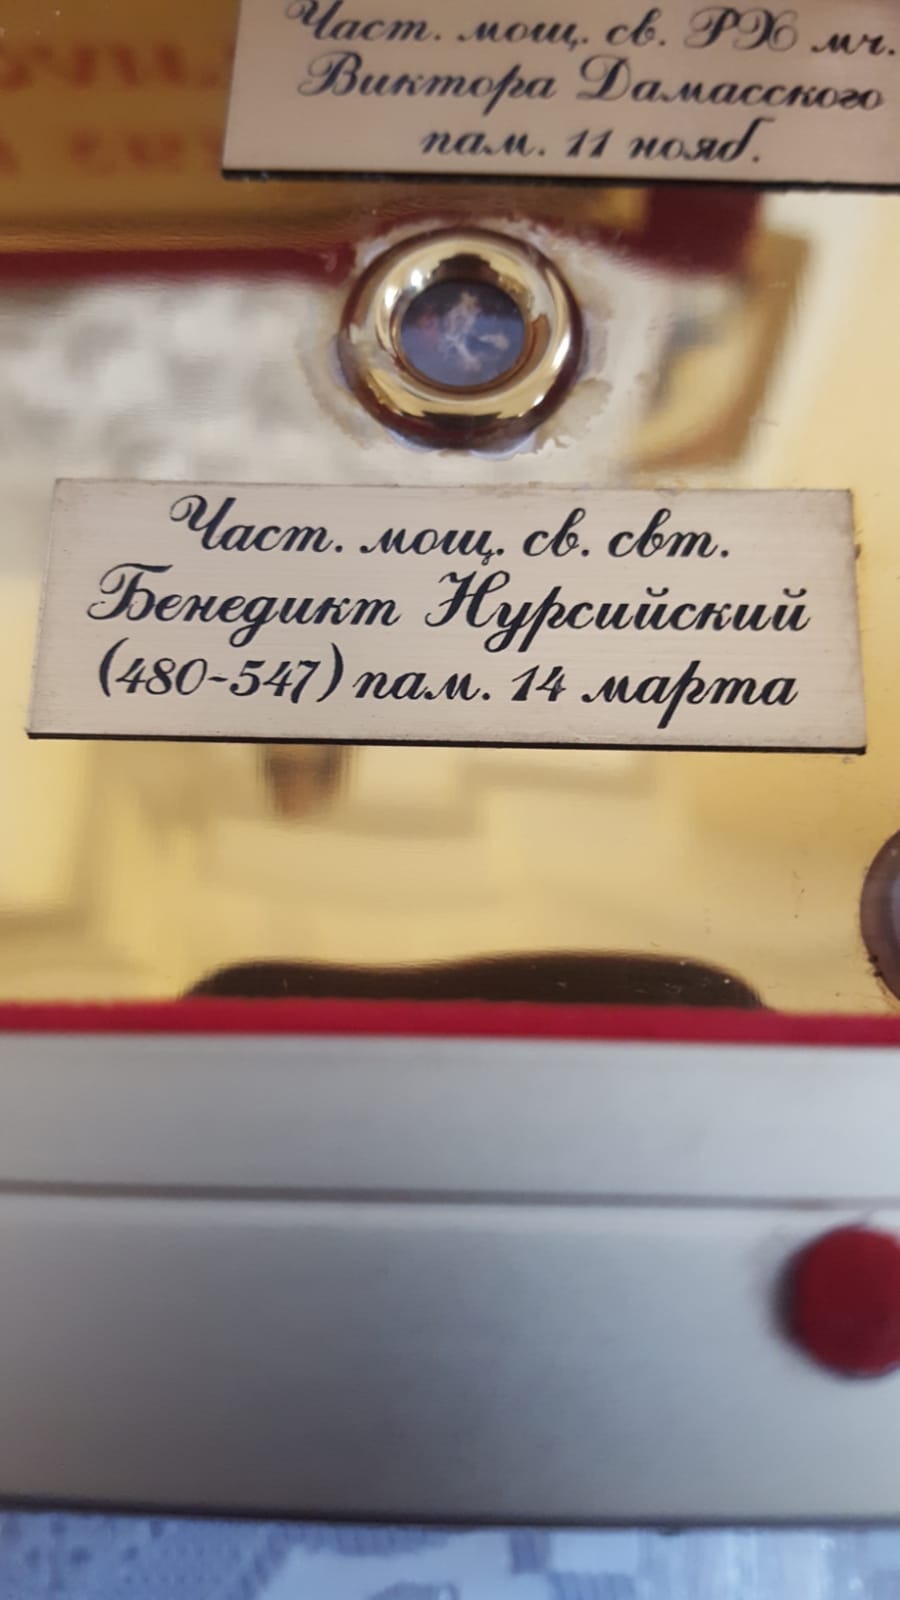 Част. мощ. св. РХ мч.
Виктора Дамасского
пам. 11 нояб.
Част. мощ. св. свт.
Бенедикт Нурсийский
(480-547) пам. 14 марта